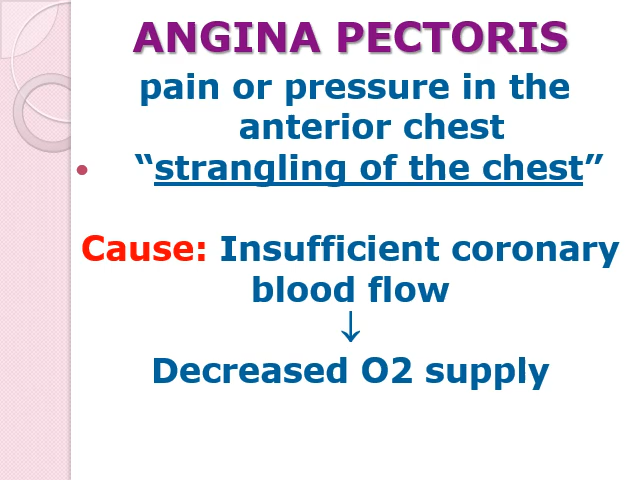 ANGINA PECTORIS
pain or pressure in the
anterior chest
• “strangling of the chest”
Cause: Insufficient coronary
blood flow
↓
Decreased O2 supply